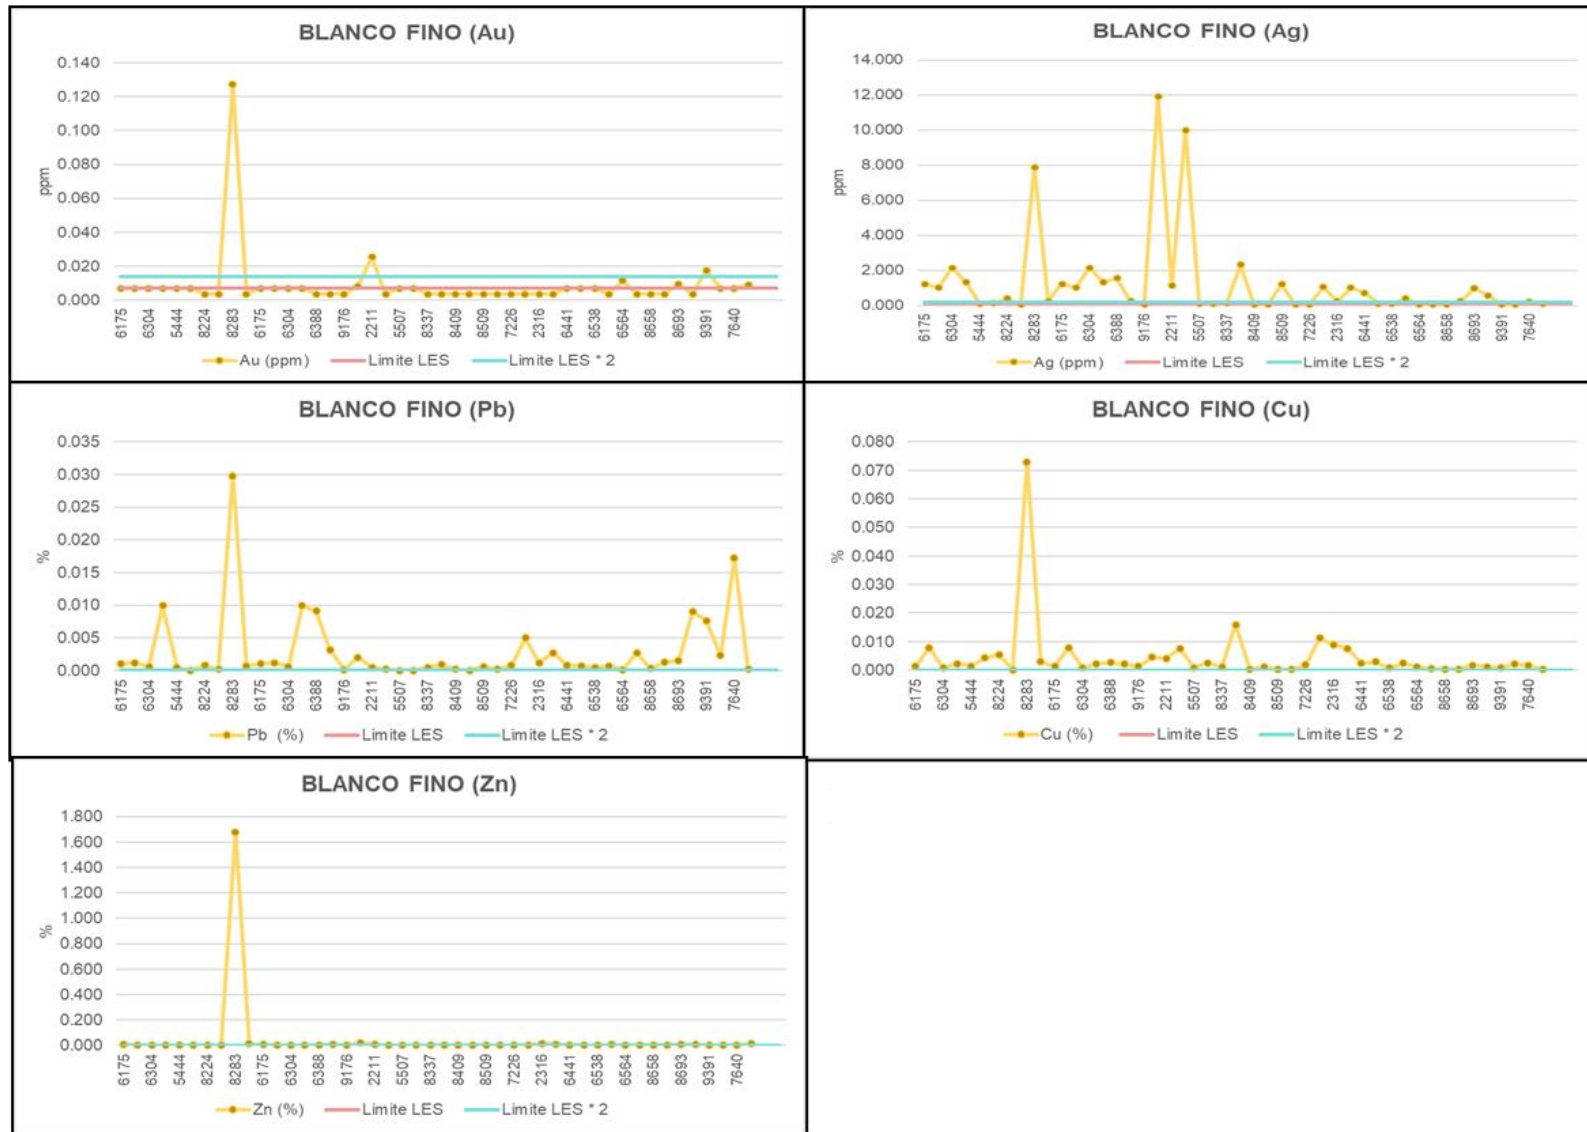 BLANCO FINO (Au)
0.140
0.120
0.100
0.080
0.060
0.040
0.020
0.000
ppm
6175 6304 5444 8224 8283 6175 6304 6388 9176 2211 5507 8337 8409 8509 7226 2316 6441 6538 6564 8658 8693 9391 7640
Au (ppm) Limite LES Limite LES * 2
BLANCO FINO (Ag)
14.000
12.000
10.000
8.000
6.000
4.000
2.000
0.000
ppm
6175 6304 5444 8224 8283 6175 6304 6388 9176 2211 5507 8337 8409 8509 7226 2316 6441 6538 6564 8658 8693 9391 7640
Ag (ppm) Limite LES Limite LES * 2
BLANCO FINO (Pb)
0.035
0.030
0.025
0.020
0.015
0.010
0.005
0.000
%
6175 6304 5444 8224 8283 6175 6304 6388 9176 2211 5507 8337 8409 8509 7226 2316 6441 6538 6564 8658 8693 9391 7640
Pb (%) Limite LES Limite LES * 2
BLANCO FINO (Cu)
0.080
0.070
0.060
0.050
0.040
0.030
0.020
0.010
0.000
%
6175 6304 5444 8224 8283 6175 6304 6388 9176 2211 5507 8337 8409 8509 7226 2316 6441 6538 6564 8658 8693 9391 7640
Cu (%) Limite LES Limite LES * 2
BLANCO FINO (Zn)
1.800
1.600
1.400
1.200
1.000
0.800
0.600
0.400
0.200
0.000
%
6175 6304 5444 8224 8283 6175 6304 6388 9176 2211 5507 8337 8409 8509 7226 2316 6441 6538 6564 8658 8693 9391 7640
Zn (%) Limite LES Limite LES * 2